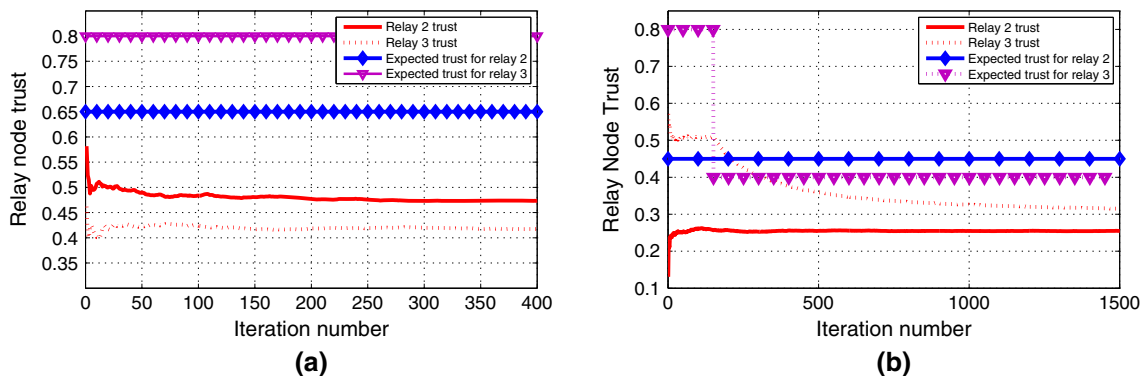 Relay node trust
0.8
0.75
0.7
0.65
0.6
0.55
0.5
0.45
0.4
0.35
0 50 100 150 200 250 300 350 400
Iteration number
Relay 2 trust
Relay 3 trust
Expected trust for relay 2
Expected trust for relay 3
(a)
Relay Node Trust
0.8
0.7
0.6
0.5
0.4
0.3
0.2
0.1
0 500 1000 1500
Iteration number
Relay 2 trust
Relay 3 trust
Expected trust for relay 2
Expected trust for relay 3
(b)